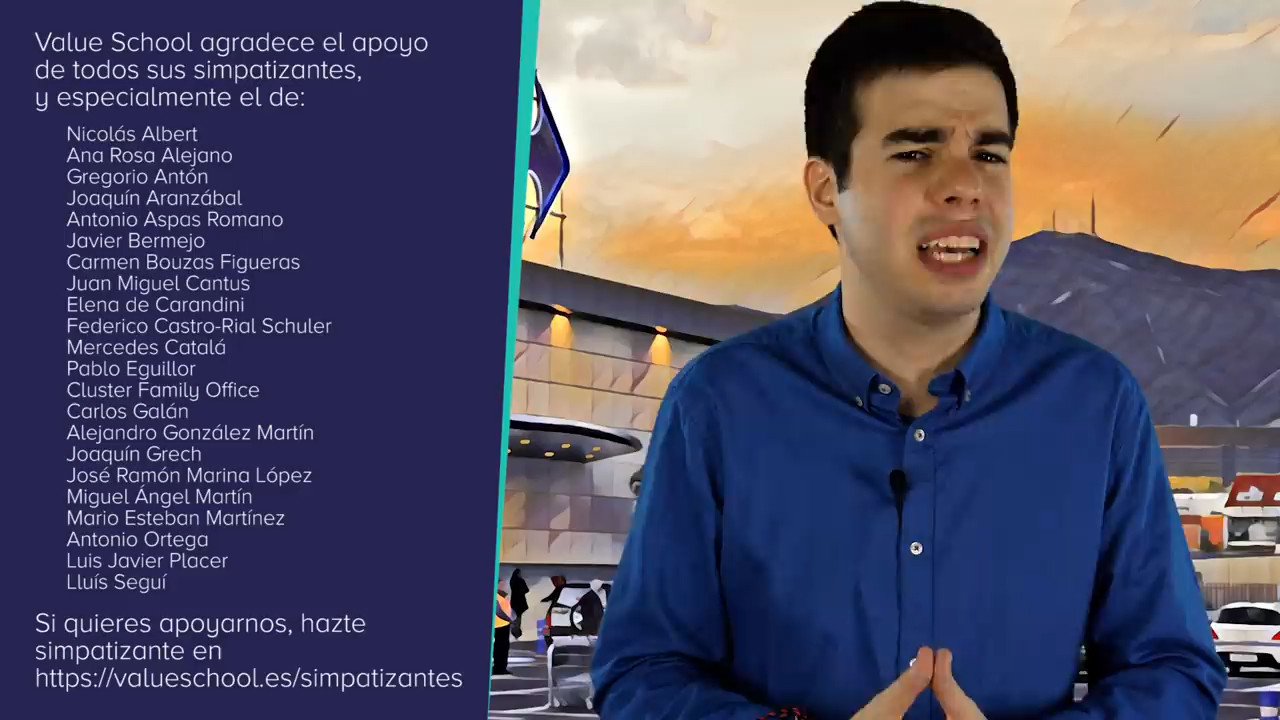 Value School agradece el apoyo
de todos sus simpatizantes,
y especialmente el de:
Nicolás Albert
Ana Rosa Alejano
Gregorio Antón
Joaquín Aranzábal
Antonio Aspas Romano
Javier Bermejo
Carmen Bouzas Figueras
Juan Miguel Cantus
Elena de Carandini
Federico Castro-Rial Schuler
Mercedes Catalá
Pablo Eguillor
Cluster Family Office
Carlos Galán
Alejandro González Martín
Joaquín Grech
José Ramón Marina López
Miguel Ángel Martín
Mario Esteban Martínez
Antonio Ortega
Luis Javier Placer
Lluís Seguí
Si quieres apoyarnos, hazte
simpatizante en
https://valueschool.es/simpatizantes